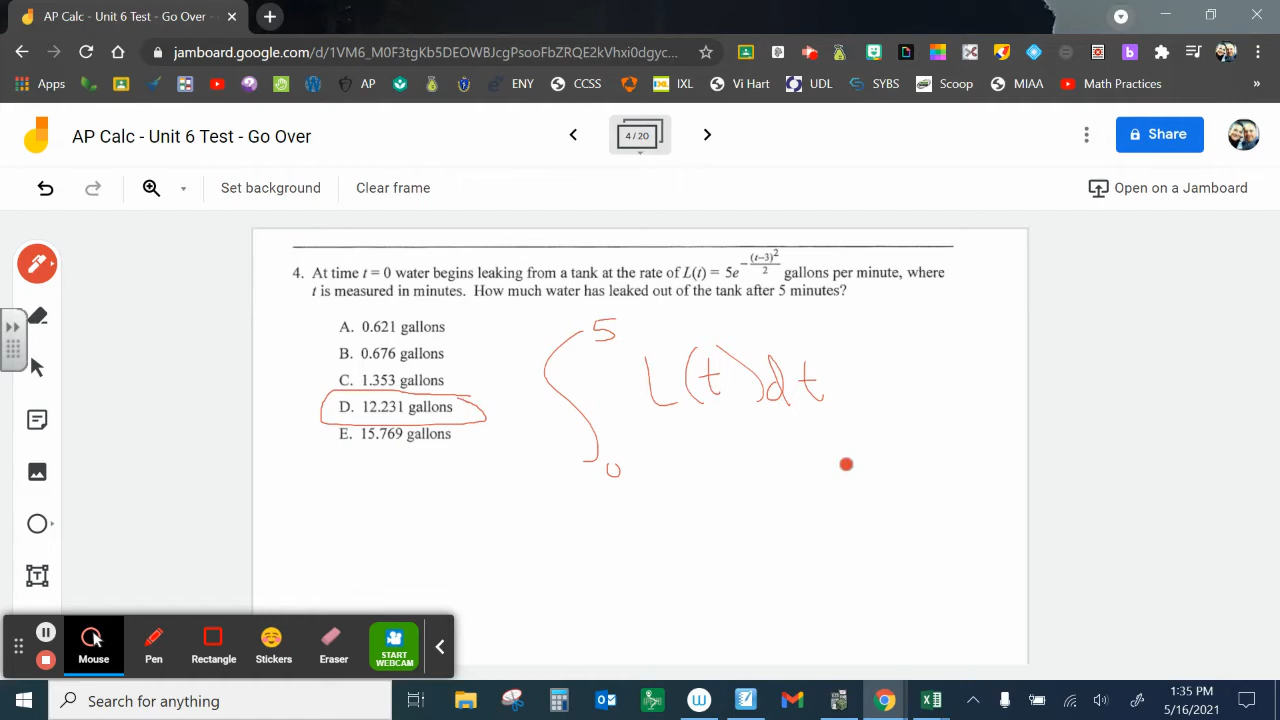 AP Calc - Unit 6 Test - Go Over -
jamboard.google.com/d/1VM6_M0F3tgKb5DEOWBJcgP3ooFbZRQE2kVhxi0dgyc...
Apps
AP
ENY
CCSS
IXL
Vi Hart
UDL
SYBS
Scoop
MIAA
Math Practices
»
AP Calc - Unit 6 Test - Go Over
4 / 20
Share
Set background
Clear frame
Open on a Jamboard
4. At time t = 0 water begins leaking from a tank at the rate of L(t) = 5e^{-\frac{(t-3)^2}{2}} gallons per minute, where
t is measured in minutes. How much water has leaked out of the tank after 5 minutes?
A. 0.621 gallons
B. 0.676 gallons
C. 1.353 gallons
D. 12.231 gallons
E. 15.769 gallons
∫_0^5 L(t)dt
Mouse
Pen
Rectangle
Stickers
Eraser
START
WEBCAM
Search for anything
1:35 PM
5/16/2021